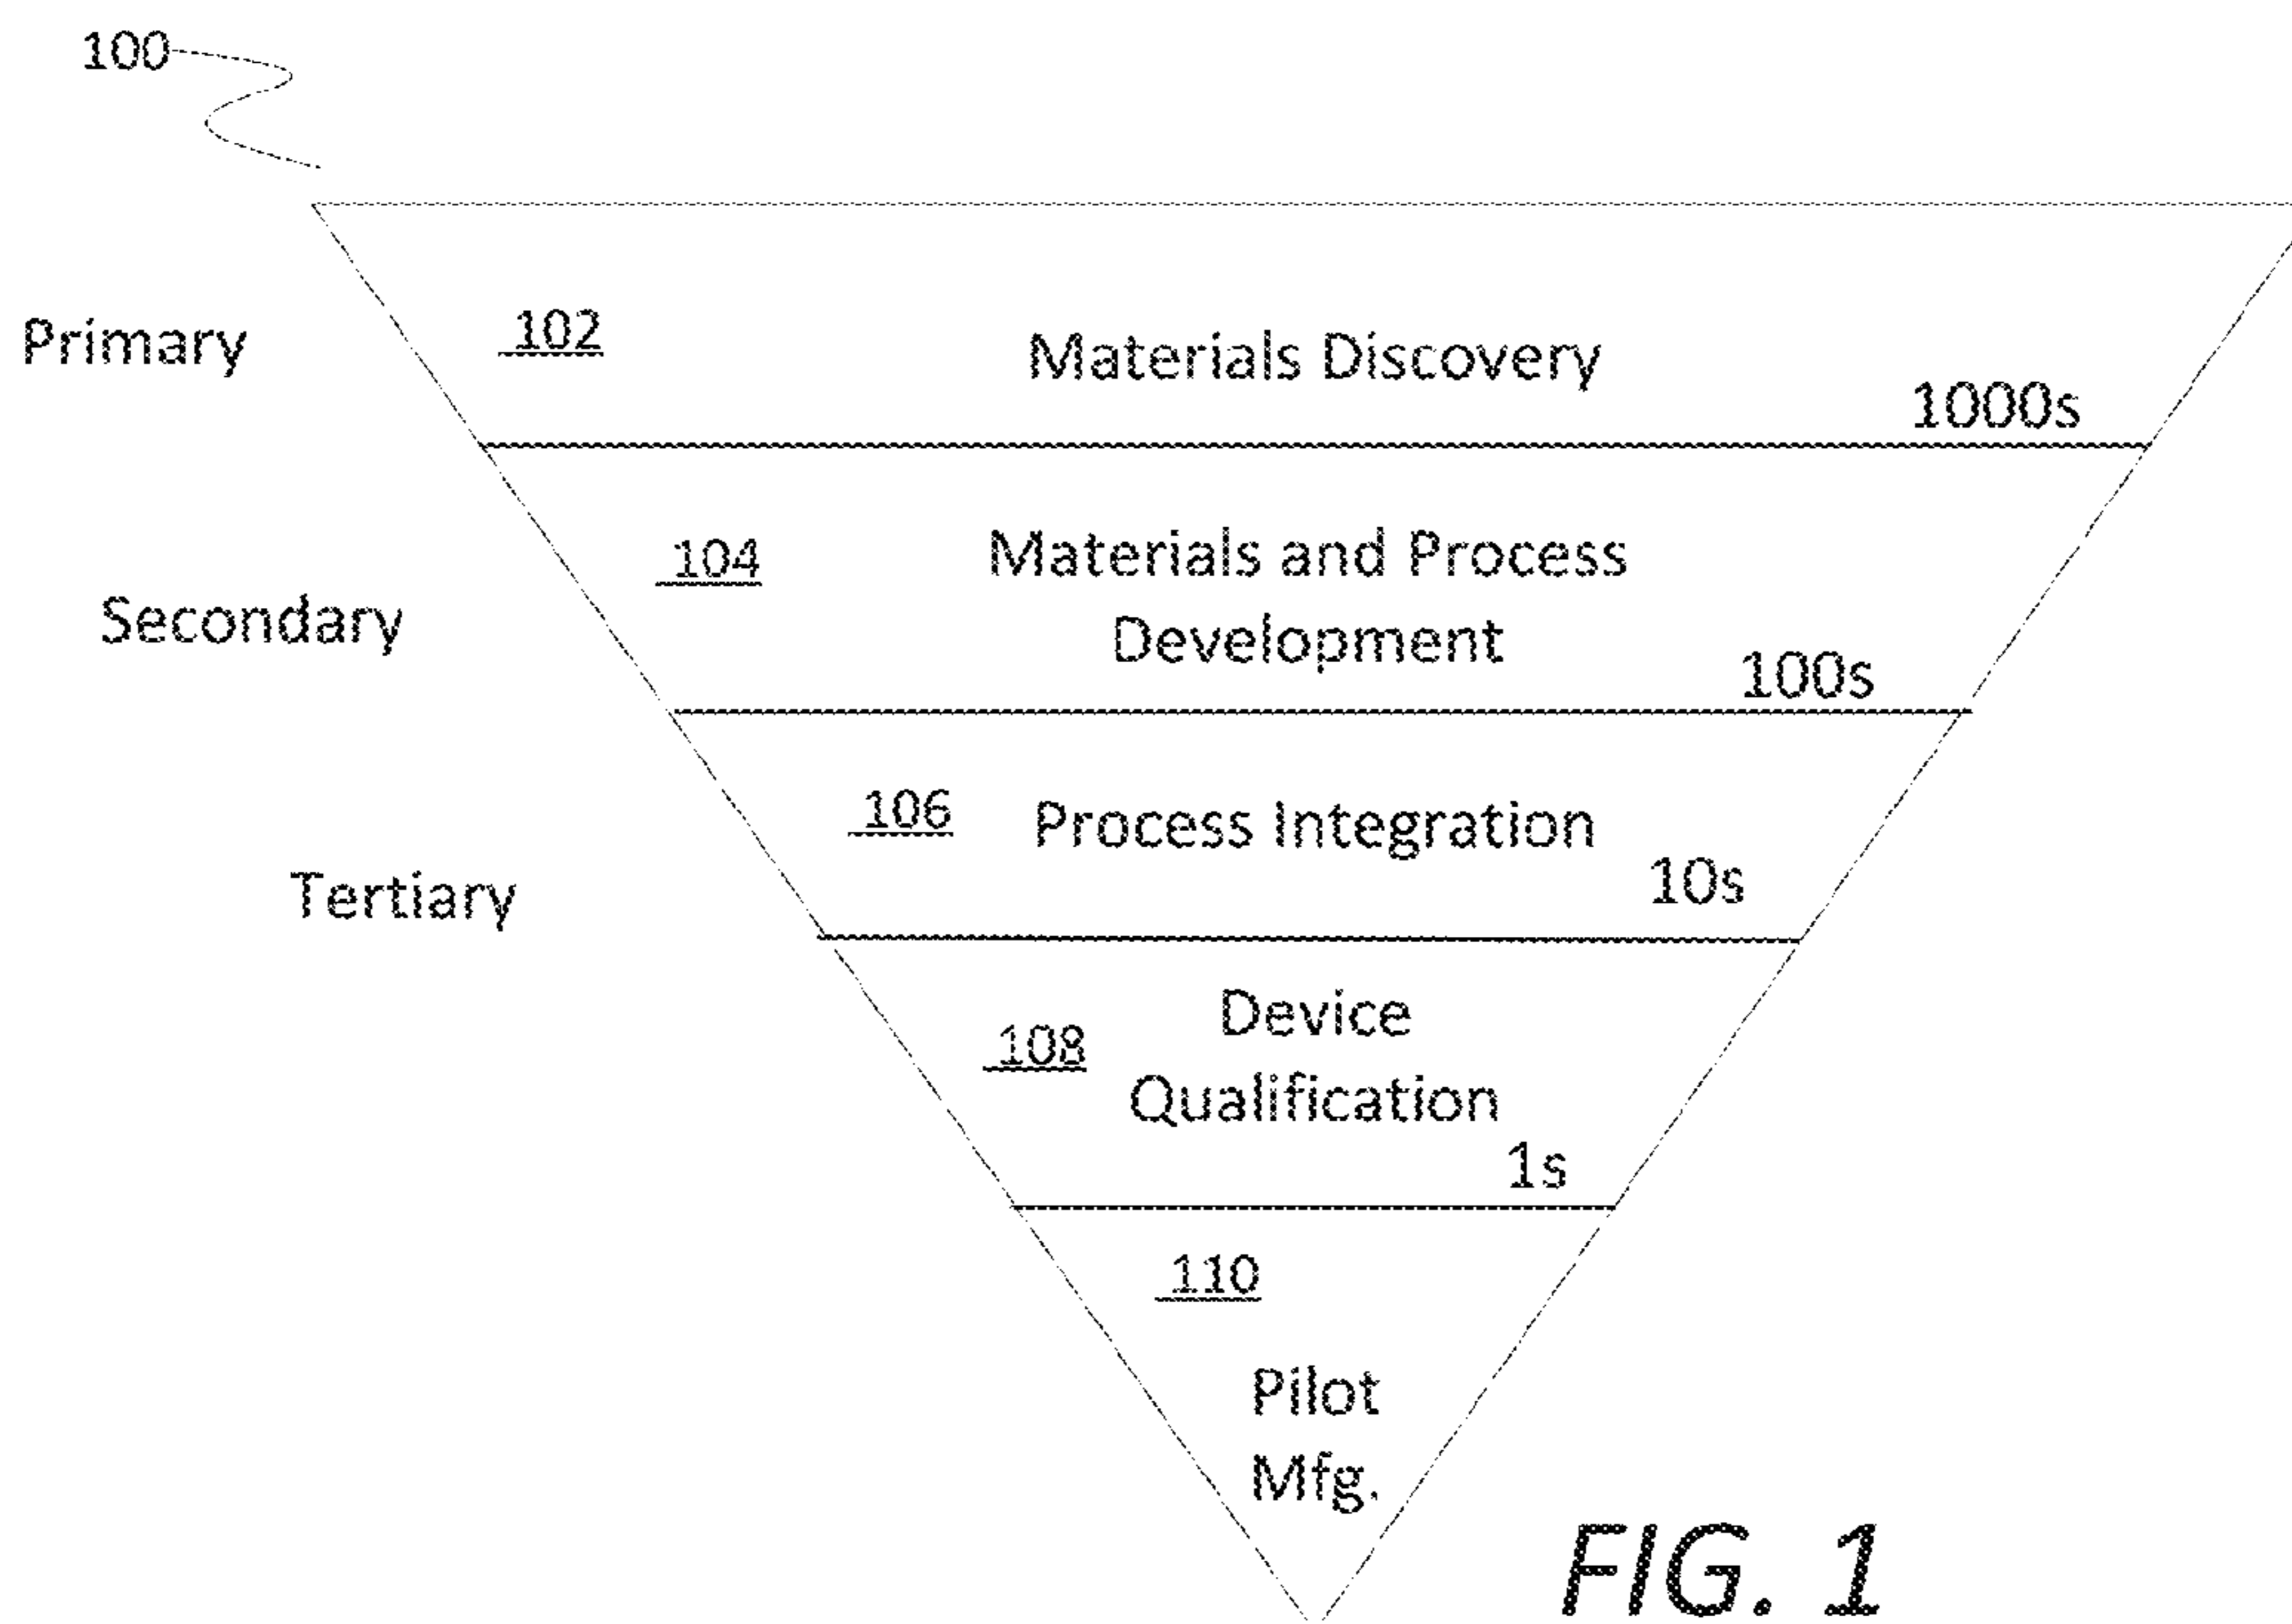 100
Primary
102
Materials Discovery
1000s
Secondary
104
Materials and Process
Development
100s
Tertiary
106
Process Integration
10s
108
Device
Qualification
1s
110
Pilot
Mfg.
FIG. 1